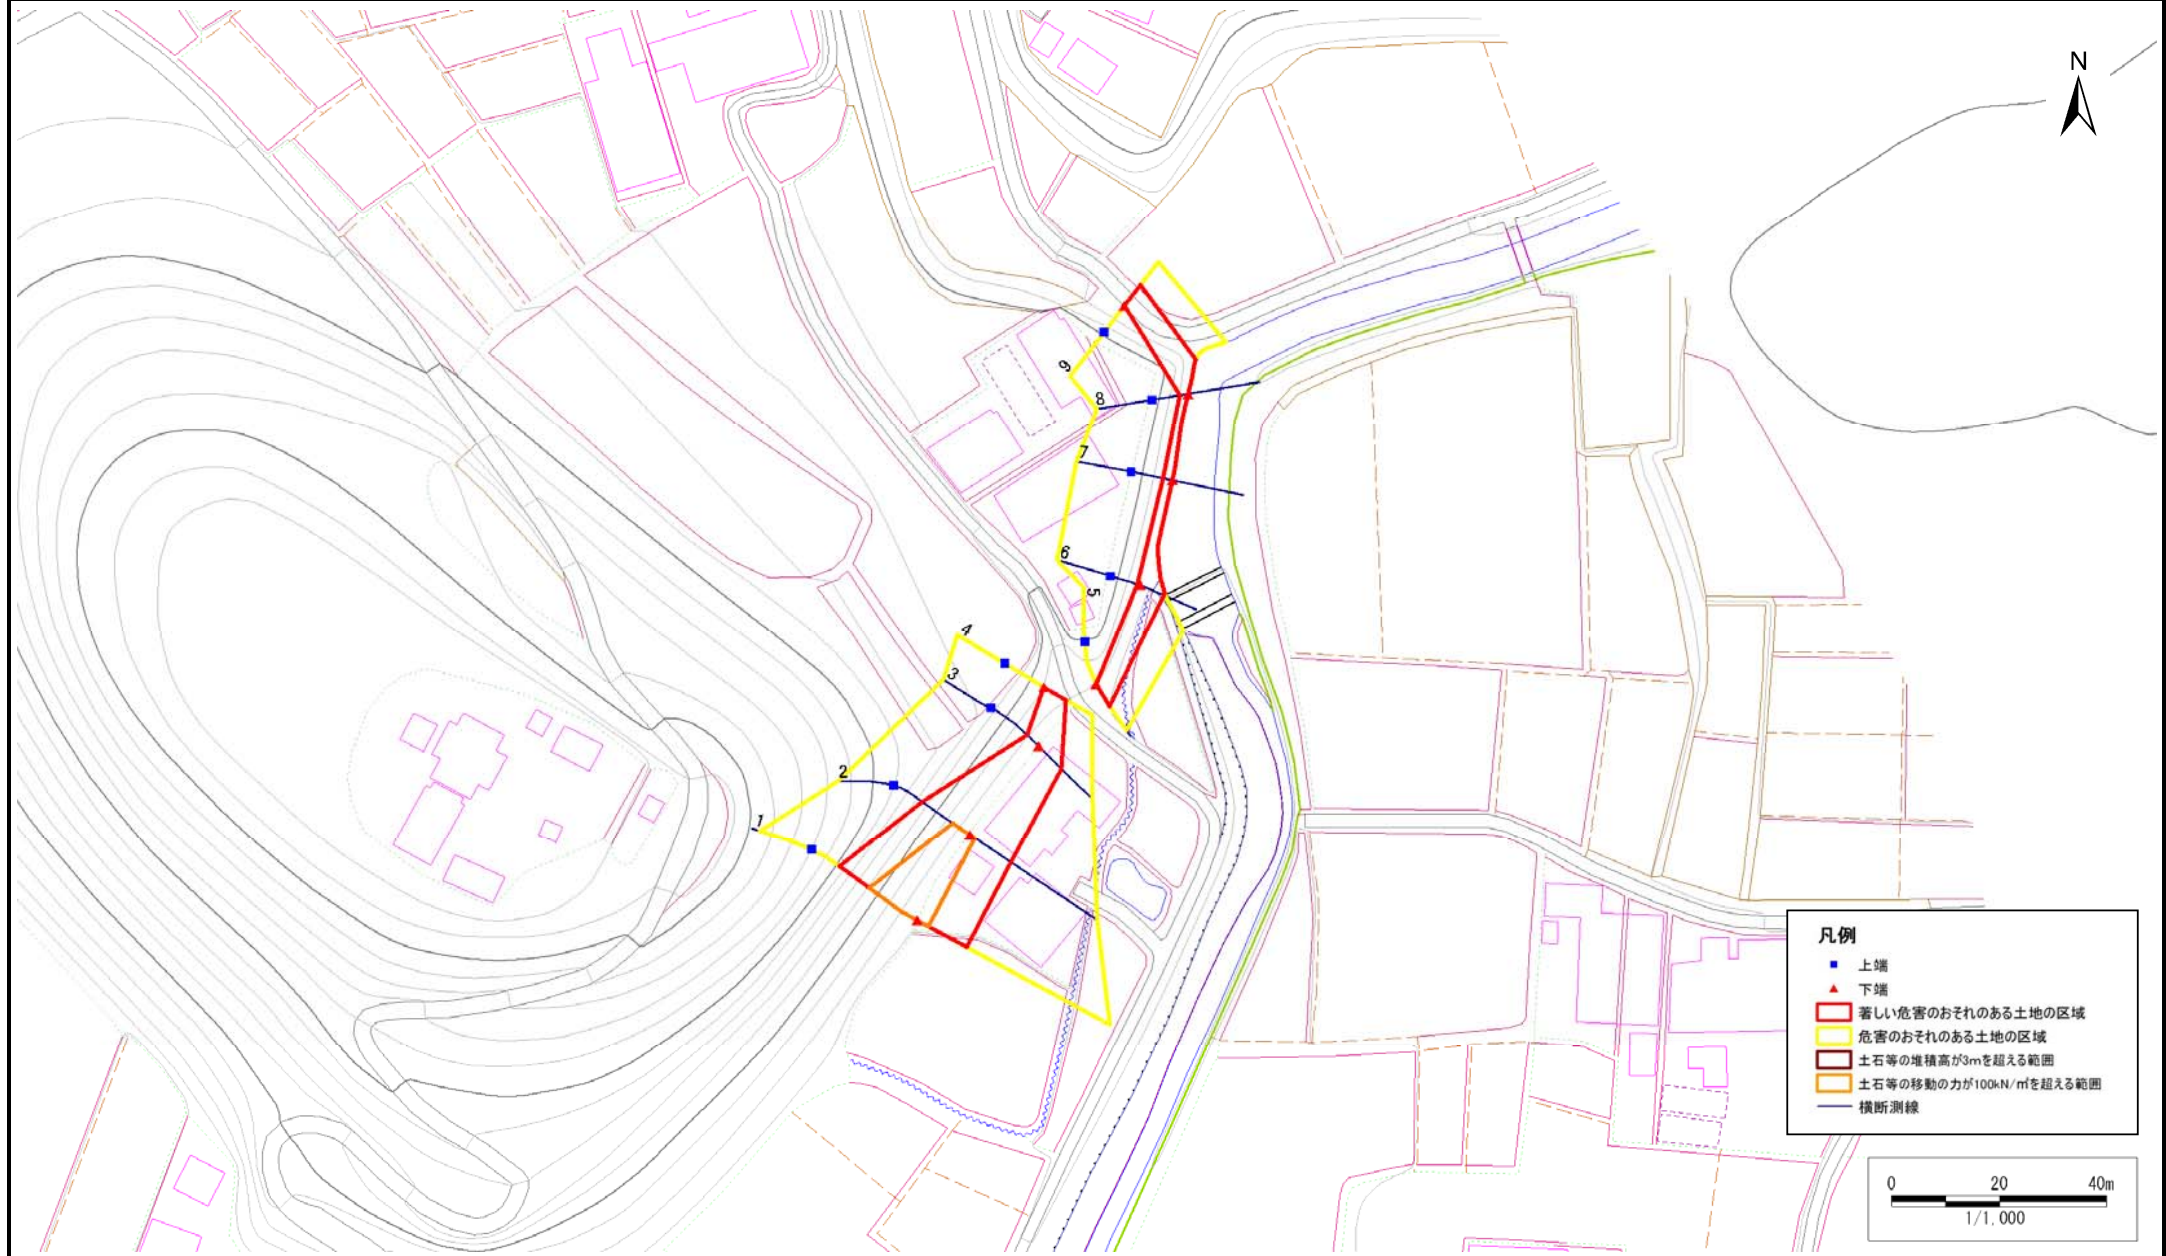 N
9
8
7
6
5
4
3
2
1
凡例
上端
下端
著しい危害のおそれのある土地の区域
危害のおそれのある土地の区域
土石等の堆積高が3mを超える範囲
土石等の移動の力が100kN/㎡を超える範囲
横断測線
0 20 40m
1/1,000